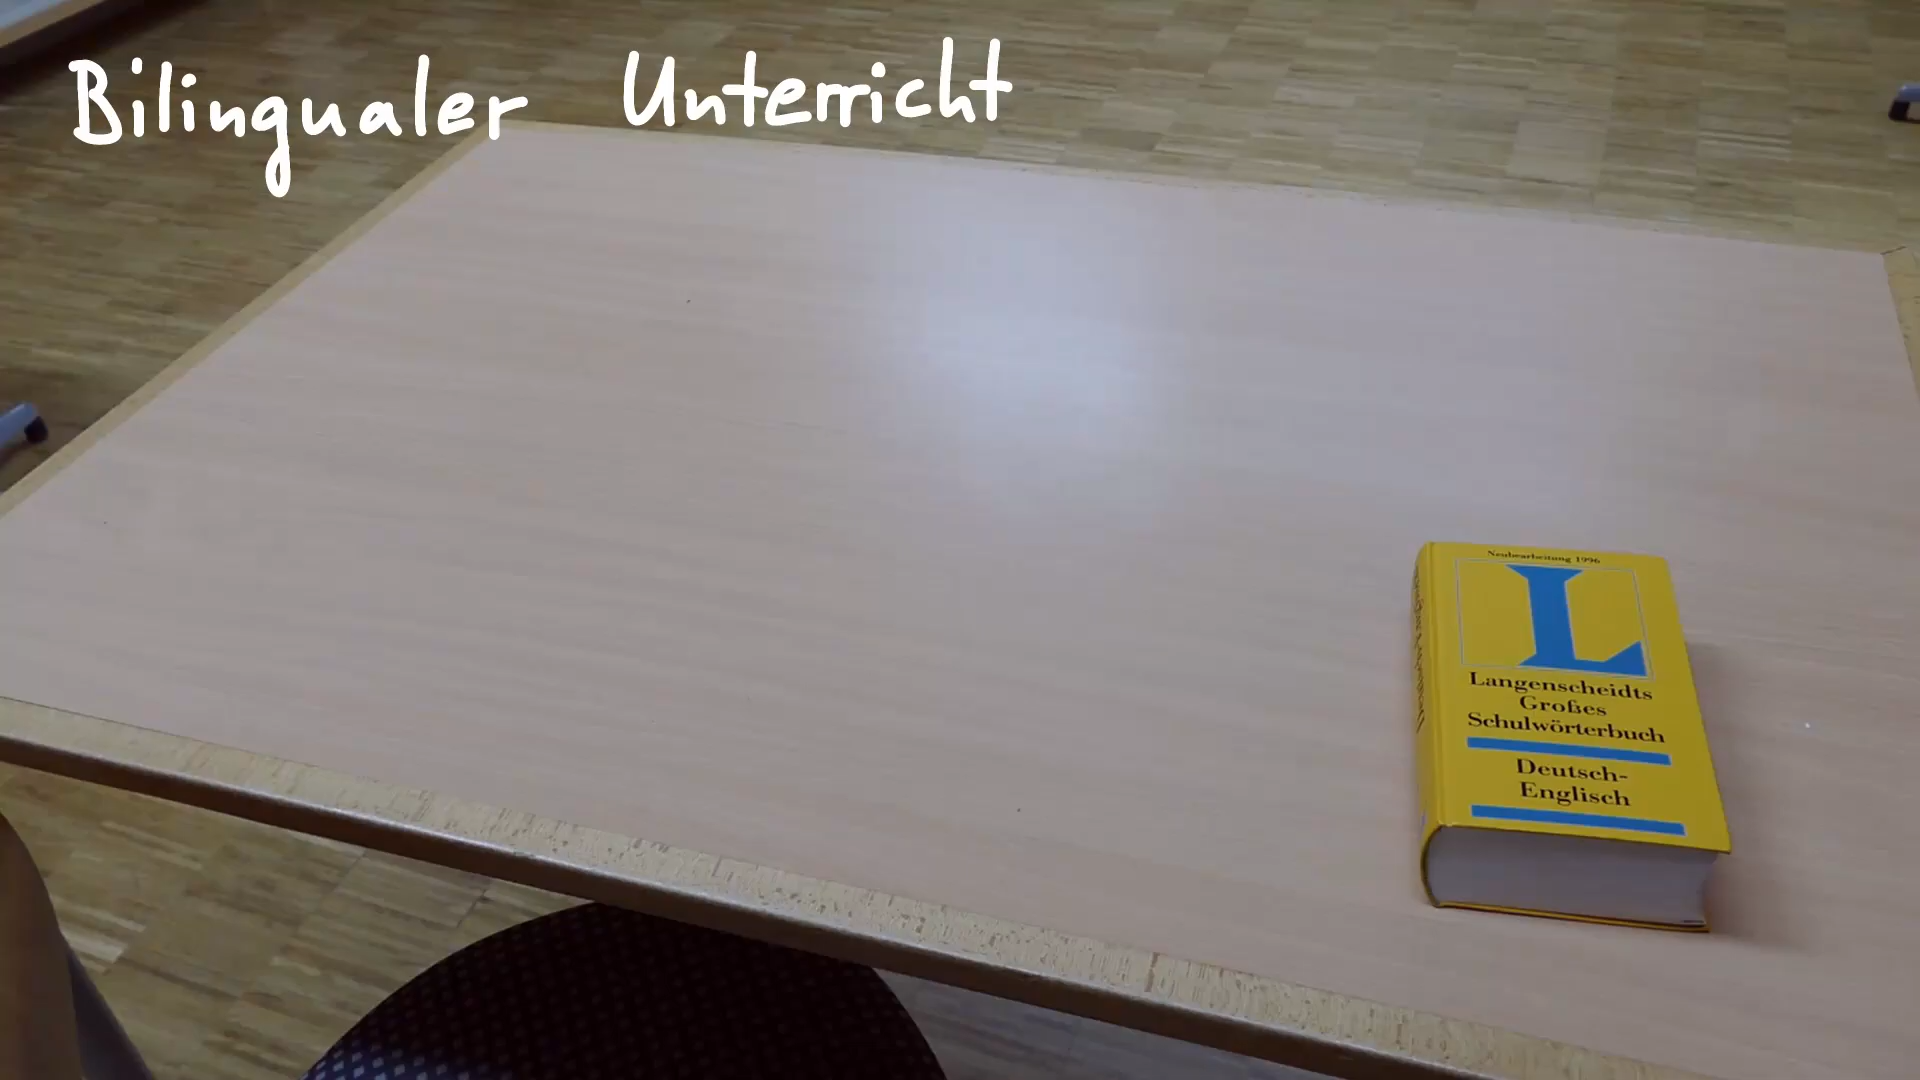 Bilingualer Unterricht
Neubearbeitung 1996
L
Langenscheidts
Großes
Schulwörterbuch
Deutsch-
Englisch